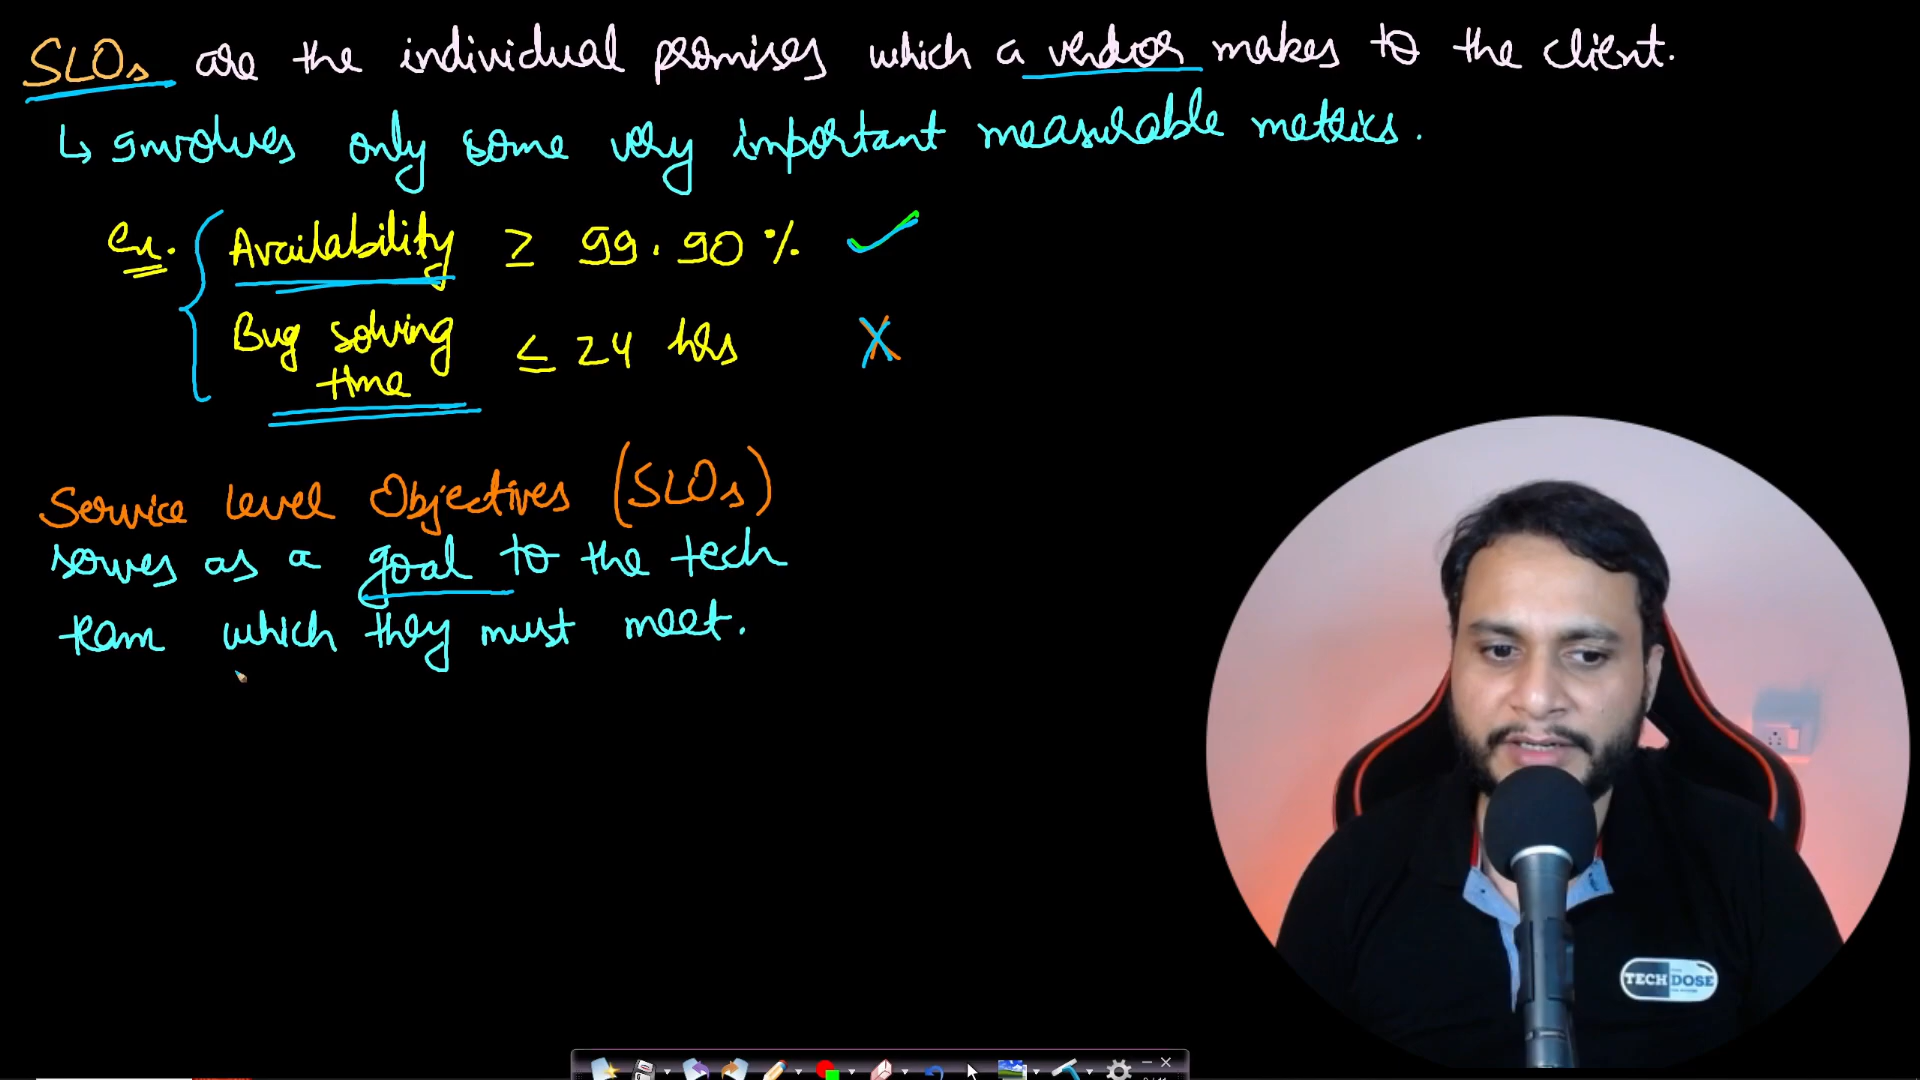 SLOs are the individual promises which a vendor makes to the client.
↳ Involves only some very important measurable metrics.
Ex. Availability ≥ 99.90%
Bug solving time ≤ 24 hrs
Service Level Objectives (SLOs)
serves as a goal to the tech
team which they must meet.
TECH DOSE